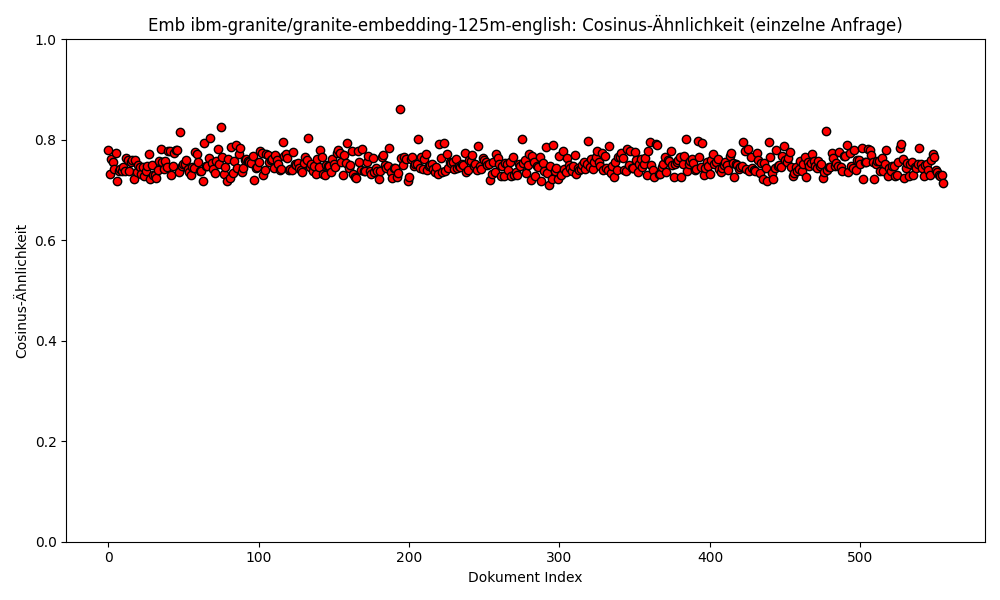 Emb ibm-granite/granite-embedding-125m-english: Cosinus-Ähnlichkeit (einzelne Anfrage)
1.0
0.8
0.6
0.4
0.2
0.0
Cosinus-Ähnlichkeit
0 100 200 300 400 500
Dokument Index